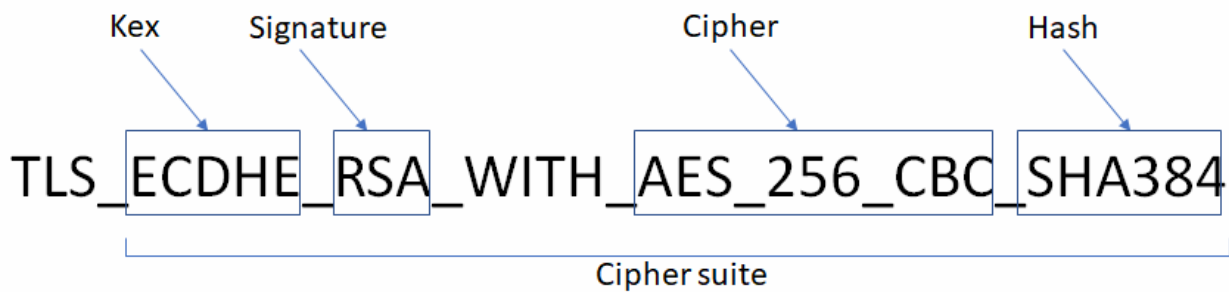 Kex Signature Cipher Hash
TLS_ECDHE_RSA_WITH_AES_256_CBC_SHA384
Cipher suite